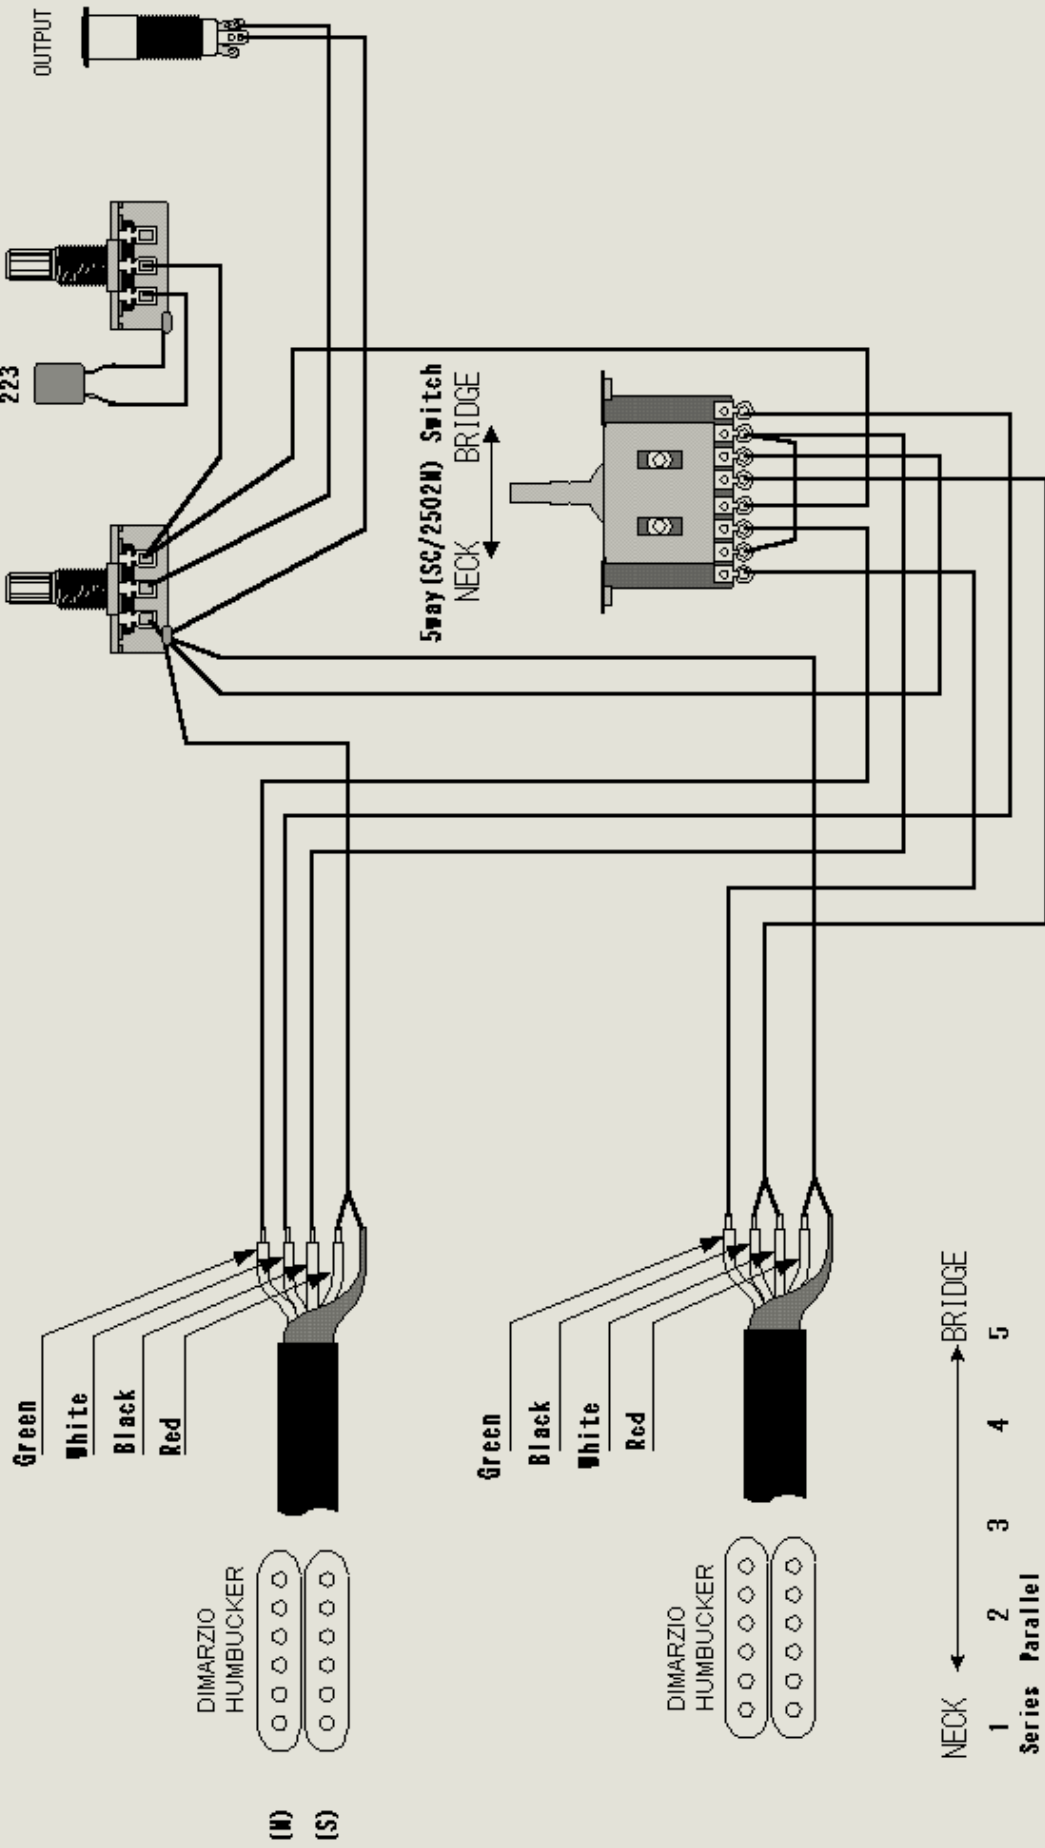 OUTPUT
223
5way(SC/2502N) Switch
NECK
BRIDGE
Green
White
Black
Red
DIMARZIO
HUMBUCKER
(N)
(S)
Green
Black
White
Red
DIMARZIO
HUMBUCKER
NECK
BRIDGE
1 2 3 4 5
Series Parallel